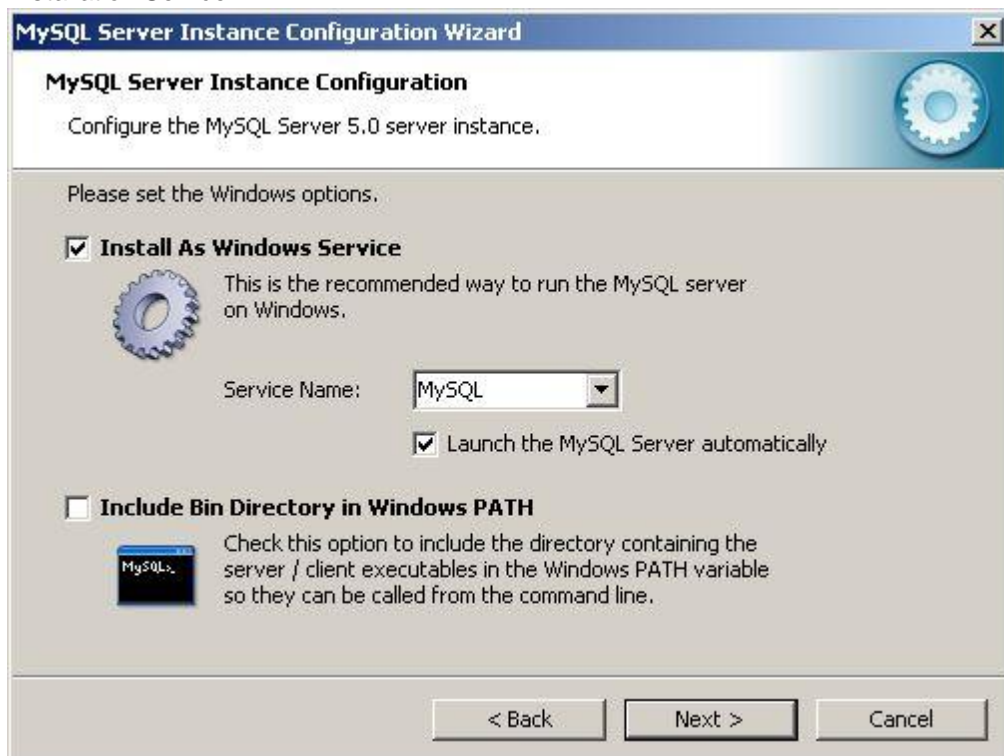 MySQL Server Instance Configuration Wizard
MySQL Server Instance Configuration
Configure the MySQL Server 5.0 server instance.
Please set the Windows options.
Install As Windows Service
This is the recommended way to run the MySQL server
on Windows.
Service Name: MySQL
Launch the MySQL Server automatically
Include Bin Directory in Windows PATH
MySQL>_
Check this option to include the directory containing the
server / client executables in the Windows PATH variable
so they can be called from the command line.
< Back Next > Cancel